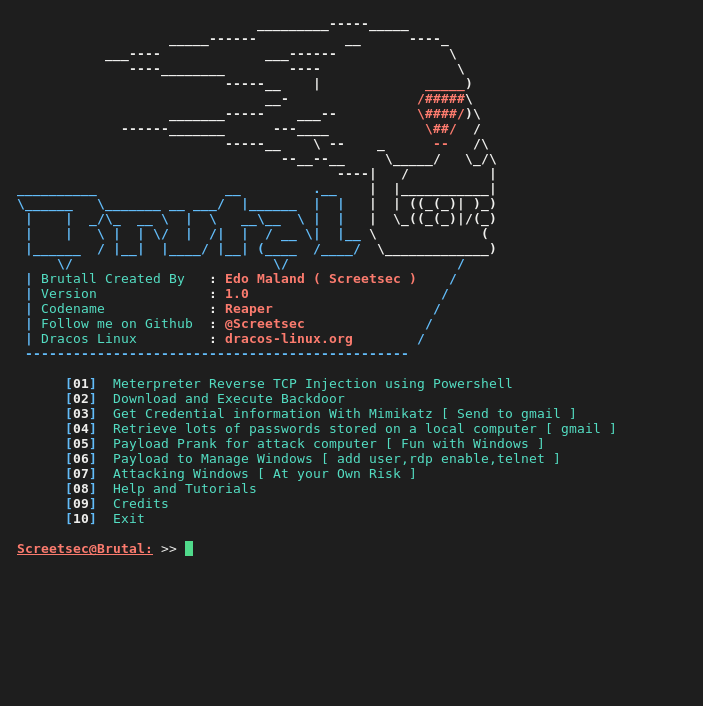 | Brutall Created By : Edo Maland ( Screetsec )
| Version : 1.0
| Codename : Reaper
| Follow me on Github : @Screetsec
| Dracos Linux : dracos-linux.org
[01] Meterpreter Reverse TCP Injection using Powershell
[02] Download and Execute Backdoor
[03] Get Credential information With Mimikatz [ Send to gmail ]
[04] Retrieve lots of passwords stored on a local computer [ gmail ]
[05] Payload Prank for attack computer [ Fun with Windows ]
[06] Payload to Manage Windows [ add user,rdp enable,telnet ]
[07] Attacking Windows [ At your Own Risk ]
[08] Help and Tutorials
[09] Credits
[10] Exit
Screetsec@Brutal: >>